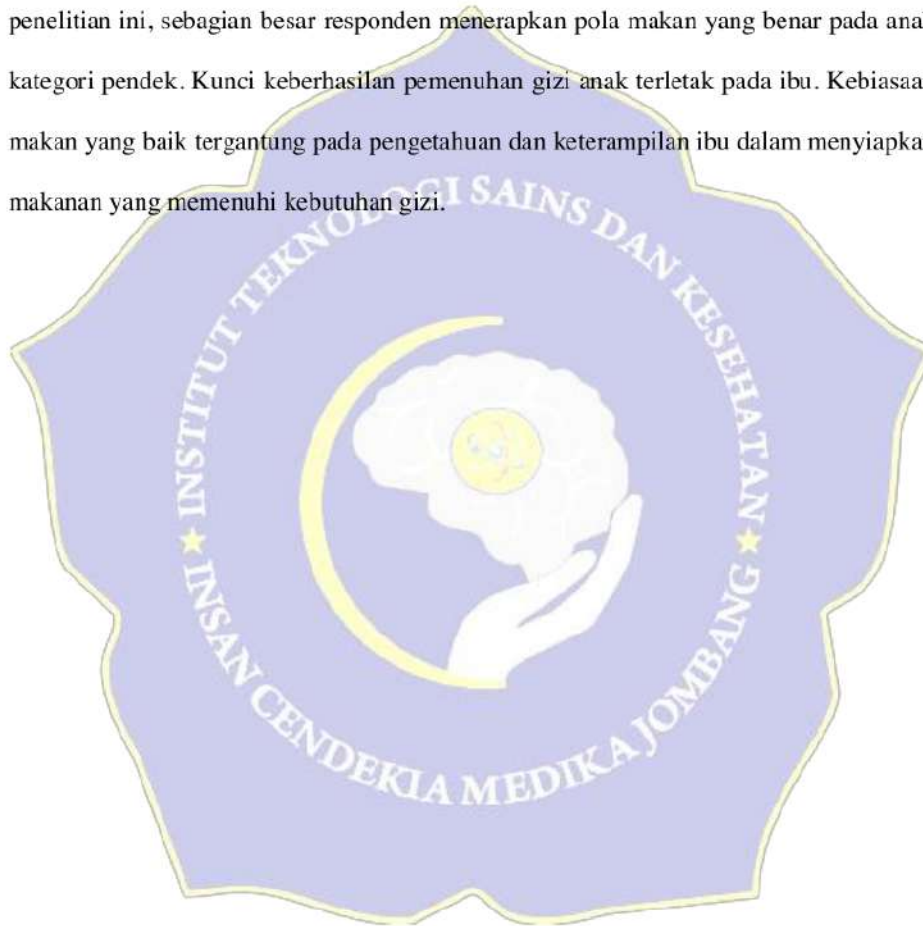 penelitian ini, sebagian besar responden menerapkan pola makan yang benar pada ana
kategori pendek. Kunci keberhasilan pemenuhan gizi anak terletak pada ibu. Kebiasaa
makan yang baik tergantung pada pengetahuan dan keterampilan ibu dalam menyiapka
makanan yang memenuhi kebutuhan gizi.
INSTITUT TEKNOLOGI SAINS DAN KESEHATAN
INSAN CENDEKIA MEDIKA JOMBANG